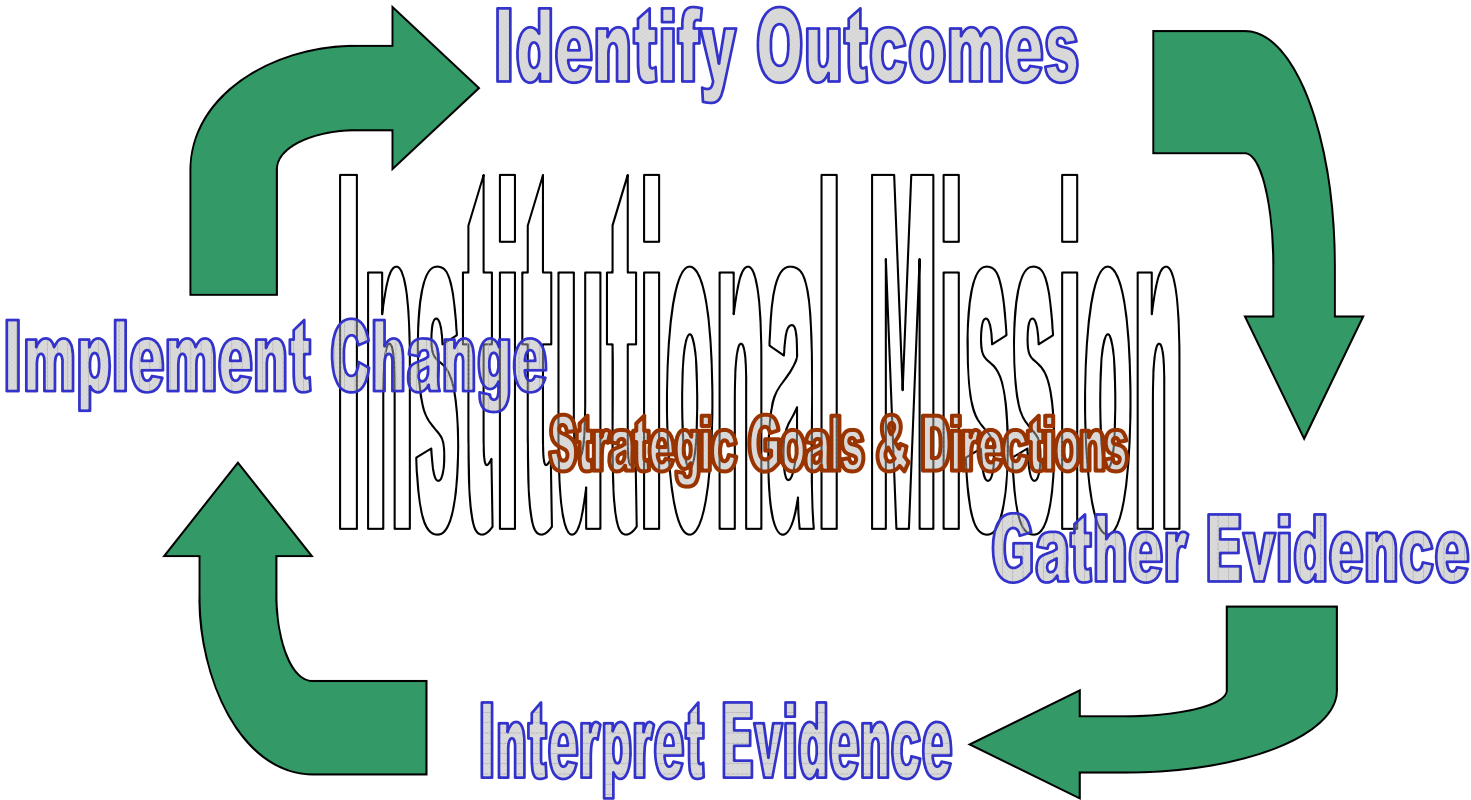 Identify Outcomes
Institutional Mission
Implement Change
Strategic Goals & Directions
Gather Evidence
Interpret Evidence